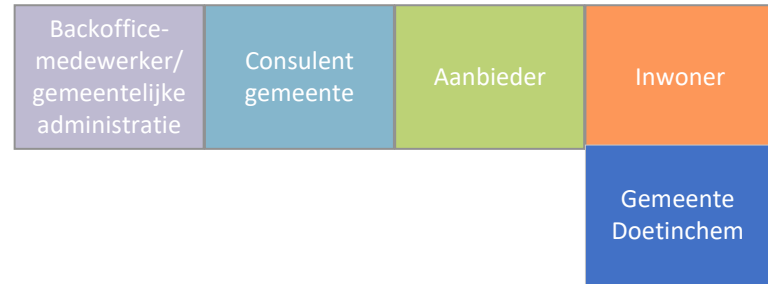 Backoffice-
medewerker/
gemeentelijke
administratie
Consulent
gemeente
Aanbieder
Inwoner
Gemeente
Doetinchem